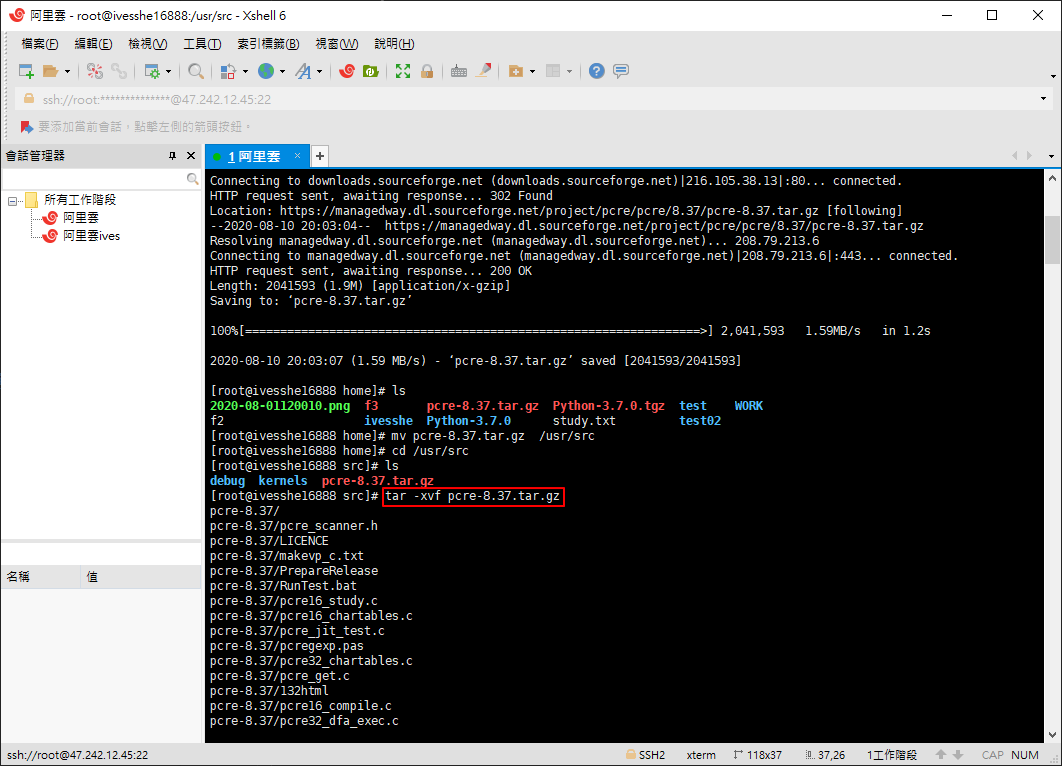 阿里雲 - root@ivesshe16888:/usr/src - Xshell 6
檔案(F) 編輯(E) 檢視(V) 工具(T) 索引標籤(B) 視窗(W) 說明(H)
ssh://root:**************@47.242.12.45:22
要添加當前會話，點擊左側的箭頭按鈕。
會話管理器
1 阿里雲
所有工作階段
阿里雲
阿里雲ives
名稱 值
Connecting to downloads.sourceforge.net (downloads.sourceforge.net)|216.105.38.13|:80... connected.
HTTP request sent, awaiting response... 302 Found
Location: https://managedway.dl.sourceforge.net/project/pcre/pcre/8.37/pcre-8.37.tar.gz [following]
--2020-08-10 20:03:04--  https://managedway.dl.sourceforge.net/project/pcre/pcre/8.37/pcre-8.37.tar.gz
Resolving managedway.dl.sourceforge.net (managedway.dl.sourceforge.net)... 208.79.213.6
Connecting to managedway.dl.sourceforge.net (managedway.dl.sourceforge.net)|208.79.213.6|:443... connected.
HTTP request sent, awaiting response... 200 OK
Length: 2041593 (1.9M) [application/x-gzip]
Saving to: ‘pcre-8.37.tar.gz’
100%[=================================================================>] 2,041,593   1.59MB/s   in 1.2s
2020-08-10 20:03:07 (1.59 MB/s) - ‘pcre-8.37.tar.gz’ saved [2041593/2041593]
[root@ivesshe16888 home]# ls
2020-08-01120010.png  f3       pcre-8.37.tar.gz  Python-3.7.0.tgz  test    WORK
f2                    ivesshe  Python-3.7.0      study.txt         test02
[root@ivesshe16888 home]# mv pcre-8.37.tar.gz  /usr/src
[root@ivesshe16888 home]# cd /usr/src
[root@ivesshe16888 src]# ls
debug  kernels  pcre-8.37.tar.gz
[root@ivesshe16888 src]# tar -xvf pcre-8.37.tar.gz
pcre-8.37/
pcre-8.37/pcre_scanner.h
pcre-8.37/LICENCE
pcre-8.37/makevp_c.txt
pcre-8.37/PrepareRelease
pcre-8.37/RunTest.bat
pcre-8.37/pcre16_study.c
pcre-8.37/pcre16_chartables.c
pcre-8.37/pcre_jit_test.c
pcre-8.37/pcregexp.pas
pcre-8.37/pcre32_chartables.c
pcre-8.37/pcre_get.c
pcre-8.37/132html
pcre-8.37/pcre16_compile.c
pcre-8.37/pcre32_dfa_exec.c
ssh://root@47.242.12.45:22 SSH2 xterm 118x37 37,26 1工作階段 CAP NUM